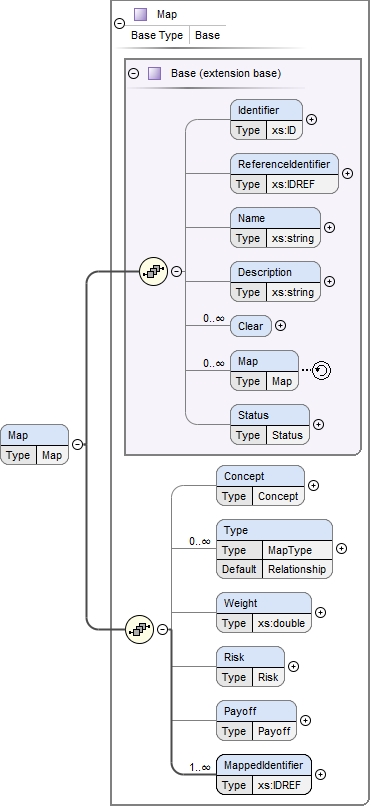 Map
Base Type Base
Base (extension base)
Identifier
Type xs:ID
ReferenceIdentifier
Type xs:IDREF
Name
Type xs:string
Description
Type xs:string
0..∞
Clear
0..∞
Map
Type Map
Status
Type Status
Map
Type Map
Concept
Type Concept
0..∞
Type
Type MapType
Default Relationship
Weight
Type xs:double
Risk
Type Risk
Payoff
Type Payoff
1..∞
MappedIdentifier
Type xs:IDREF